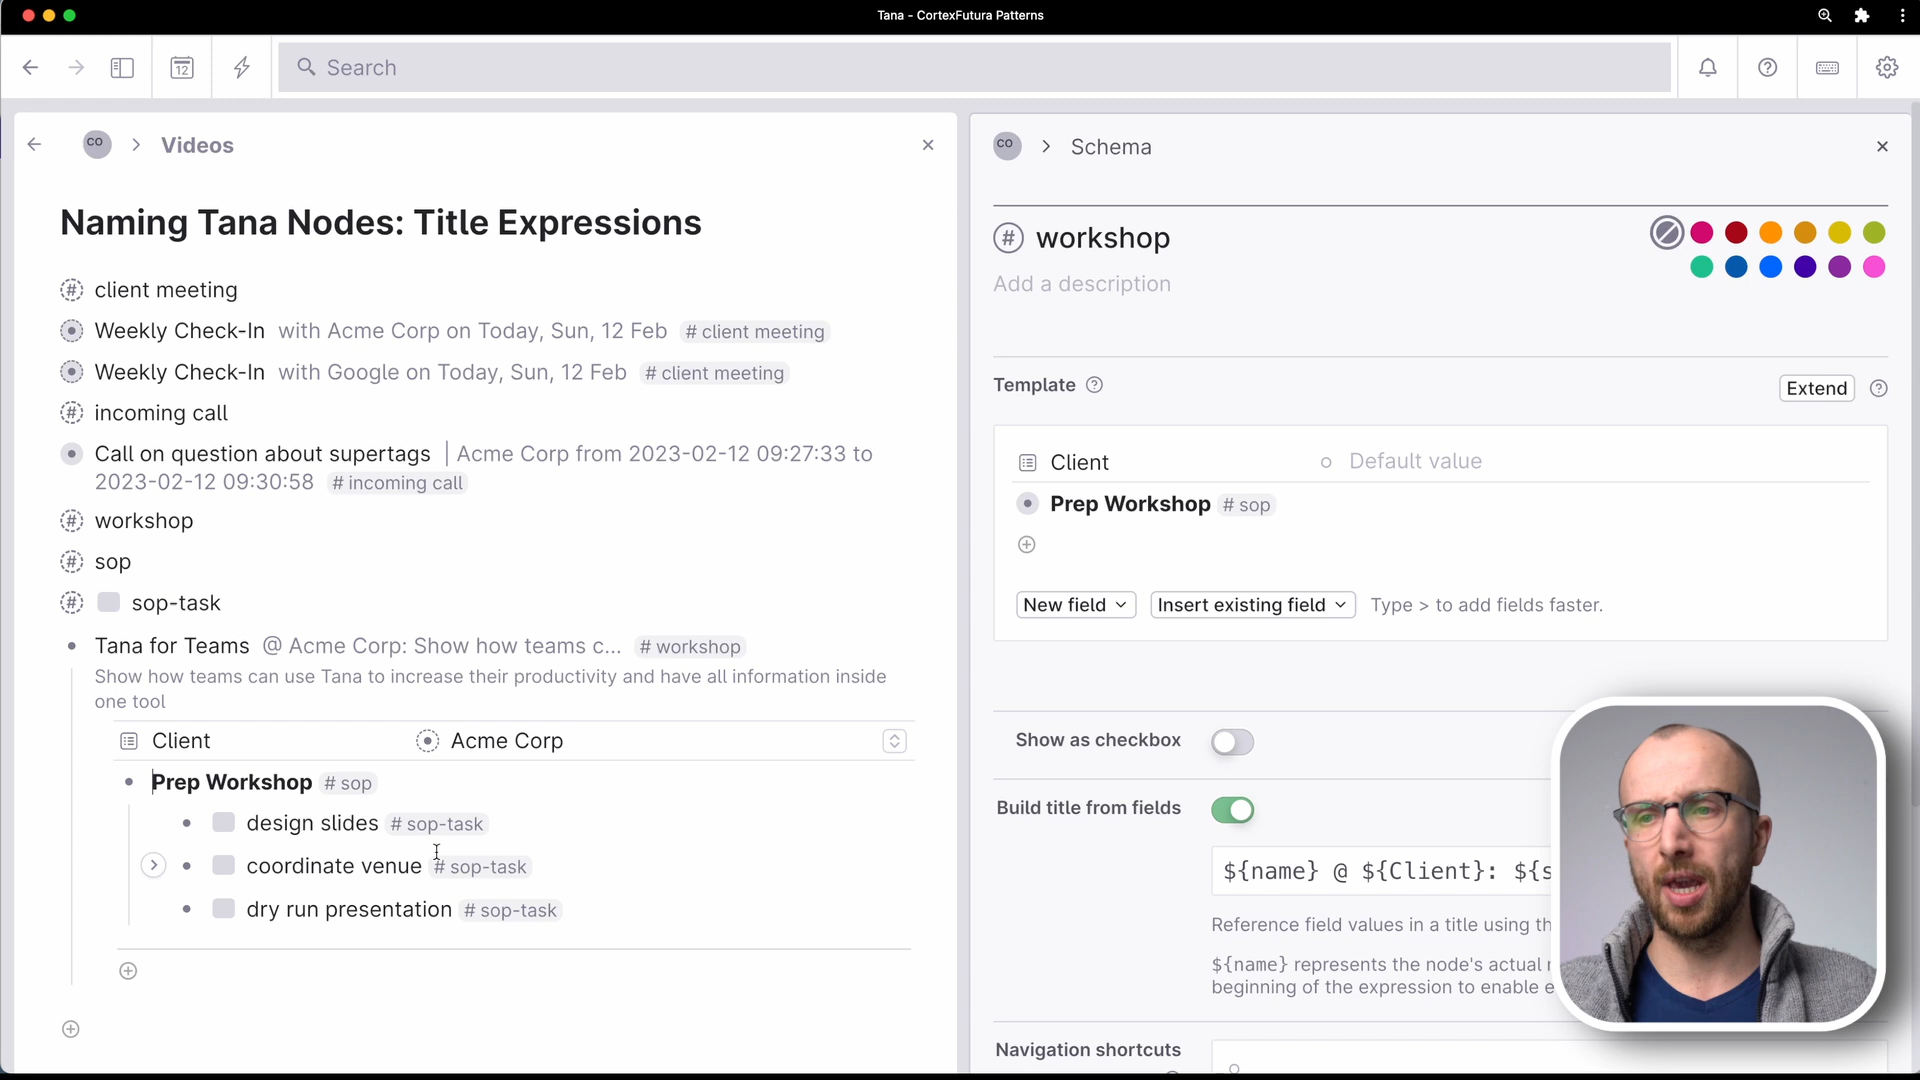 Tana - CortexFutura Patterns
12
Search
CO > Videos
Naming Tana Nodes: Title Expressions
# client meeting
Weekly Check-In with Acme Corp on Today, Sun, 12 Feb # client meeting
Weekly Check-In with Google on Today, Sun, 12 Feb # client meeting
# incoming call
Call on question about supertags | Acme Corp from 2023-02-12 09:27:33 to
2023-02-12 09:30:58 # incoming call
# workshop
# sop
# sop-task
Tana for Teams @ Acme Corp: Show how teams c... # workshop
Show how teams can use Tana to increase their productivity and have all information inside
one tool
Client Acme Corp
Prep Workshop # sop
design slides # sop-task
coordinate venue # sop-task
dry run presentation # sop-task
CO > Schema
# workshop
Add a description
Template ?
Extend ?
Client Default value
Prep Workshop # sop
New field Insert existing field Type > to add fields faster.
Show as checkbox
Build title from fields
${name} @ ${Client}: ${s
Reference field values in a title using th
${name} represents the node's actual
beginning of the expression to enable e
Navigation shortcuts